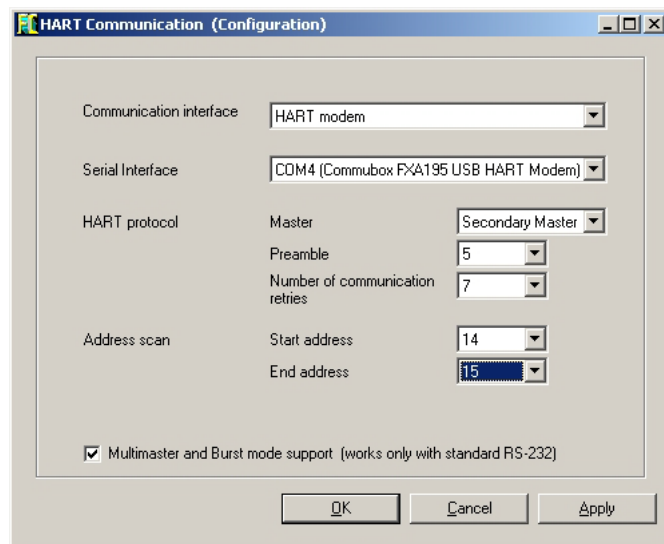 HART Communication  (Configuration)
Communication interface
HART modem
Serial Interface
COM4 (Commubox FXA195 USB HART Modem)
HART protocol
Master
Secondary Master
Preamble
5
Number of communication
retries
7
Address scan
Start address
14
End address
15
Multimaster and Burst mode support  (works only with standard RS-232)
OK
Cancel
Apply